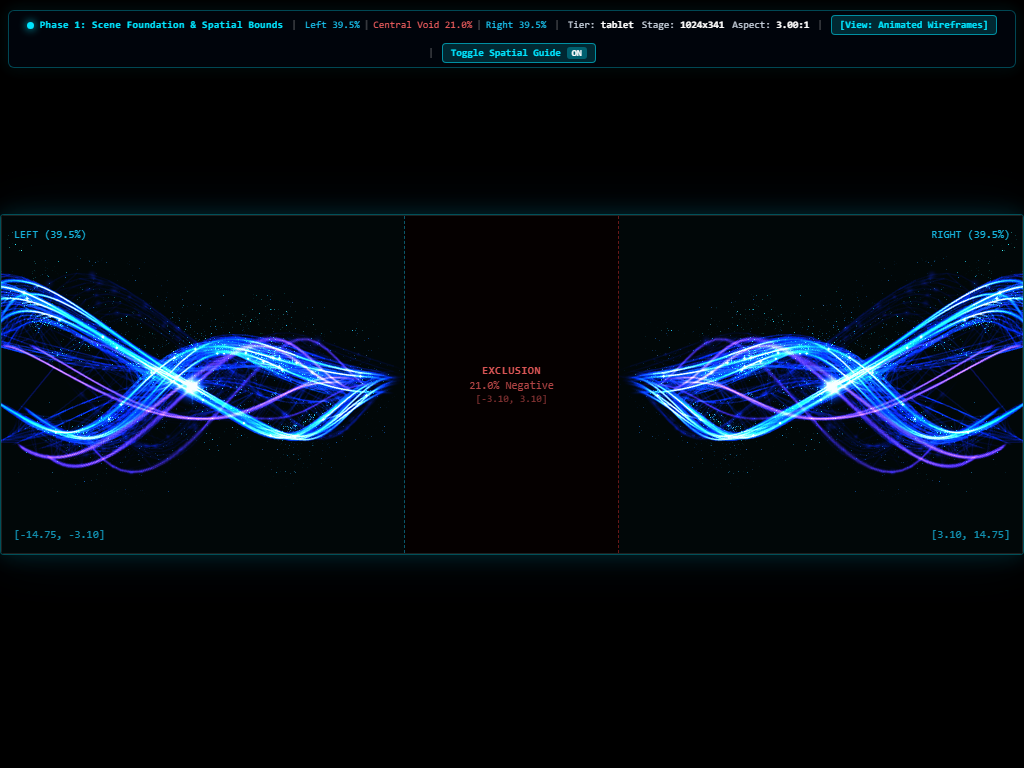 Phase 1: Scene Foundation & Spatial Bounds | Left 39.5% | Central Void 21.0% | Right 39.5% | Tier: tablet Stage: 1024x341 Aspect: 3.00:1 | [View: Animated Wireframes]
| Toggle Spatial Guide ON
LEFT (39.5%)
RIGHT (39.5%)
EXCLUSION
21.0% Negative
[-3.10, 3.10]
[-14.75, -3.10]
[3.10, 14.75]